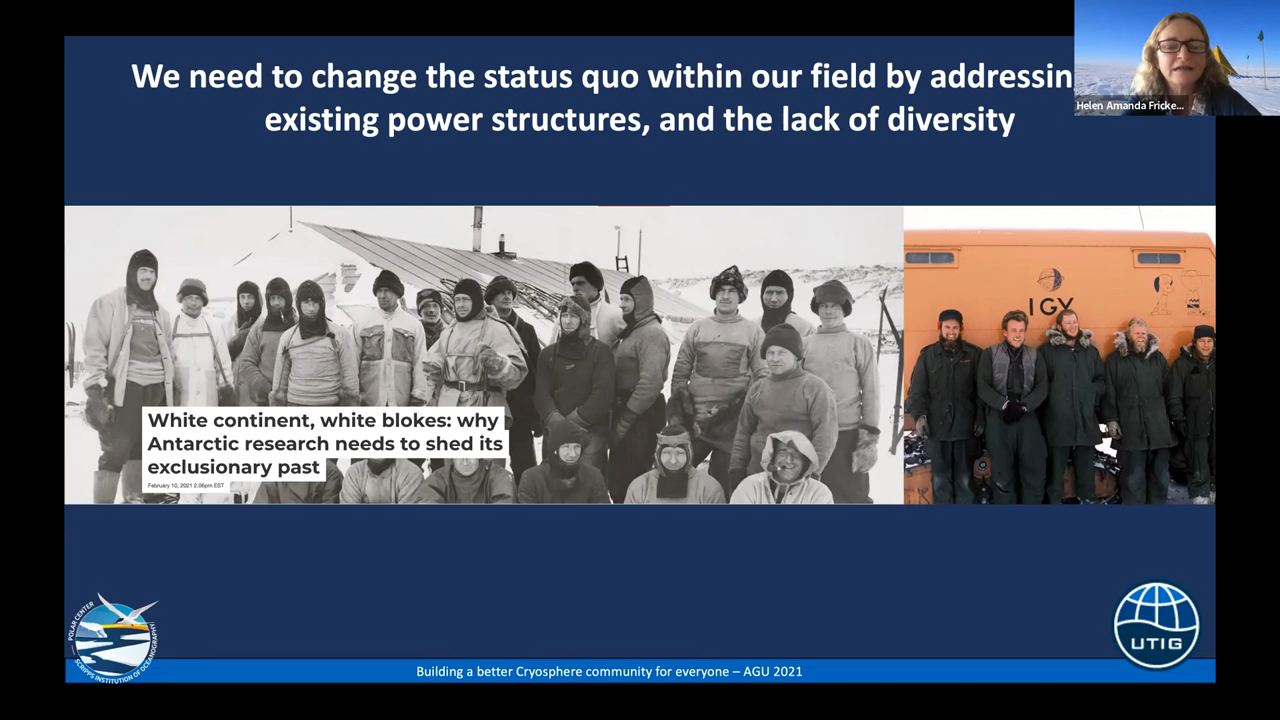 We need to change the status quo within our field by addressin
existing power structures, and the lack of diversity
Helen Amanda Fricke...
IGY
White continent, white blokes: why
Antarctic research needs to shed its
exclusionary past
February 10, 2021 2.06pm EST
POLAR CENTER
SCRIPPS INSTITUTION OF OCEANOGRAPHY
UTIG
Building a better Cryosphere community for everyone – AGU 2021